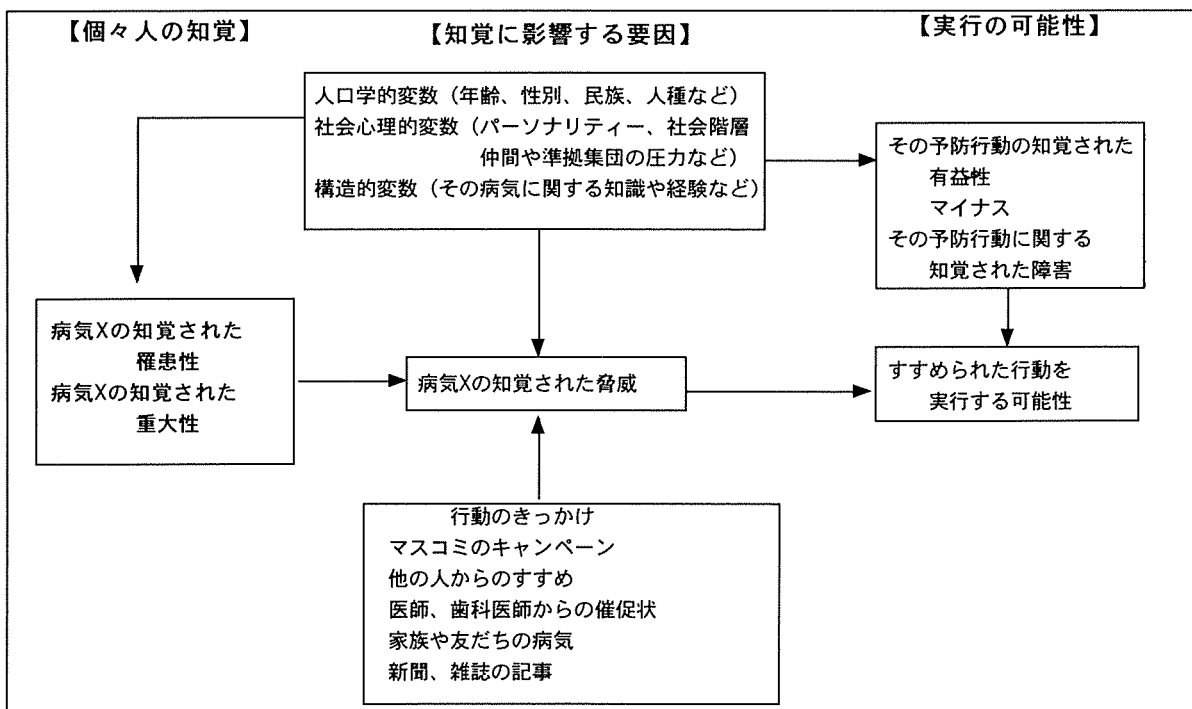 【個々人の知覚】
【知覚に影響する要因】
【実行の可能性】
人口学的変数（年齢、性別、民族、人種など）
社会心理的変数（パーソナリティー、社会階層
仲間や準拠集団の圧力など）
構造的変数（その病気に関する知識や経験など）
その予防行動の知覚された
有益性
マイナス
その予防行動に関する
知覚された障害
病気Xの知覚された
罹患性
病気Xの知覚された
重大性
病気Xの知覚された脅威
すすめられた行動を
実行する可能性
行動のきっかけ
マスコミのキャンペーン
他の人からのすすめ
医師、歯科医師からの催促状
家族や友だちの病気
新聞、雑誌の記事